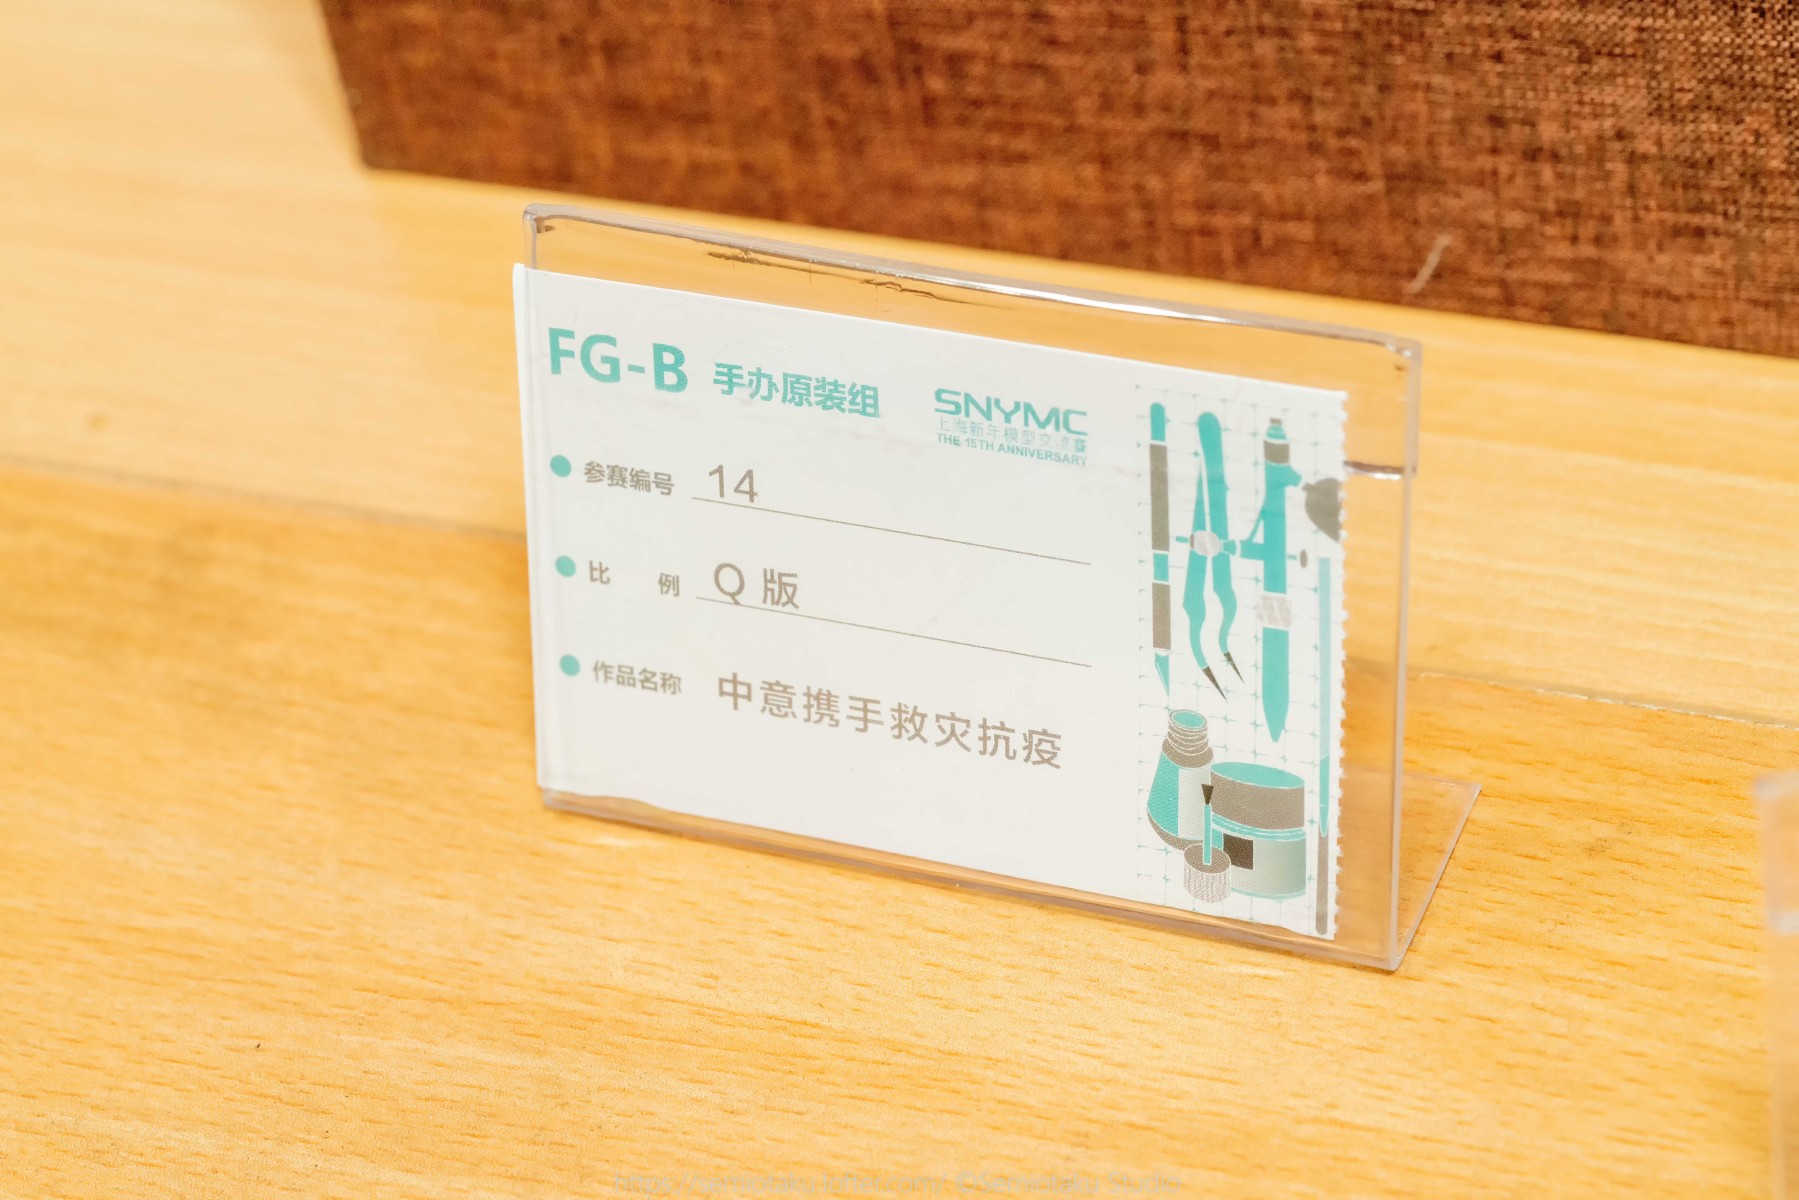 FG-B 手办原装组
SNYMC
上海新年模型交流赛
THE 15TH ANNIVERSARY
参赛编号 14
比 例 Q 版
作品名称 中意携手救灾抗疫
©Semiotaku Studio